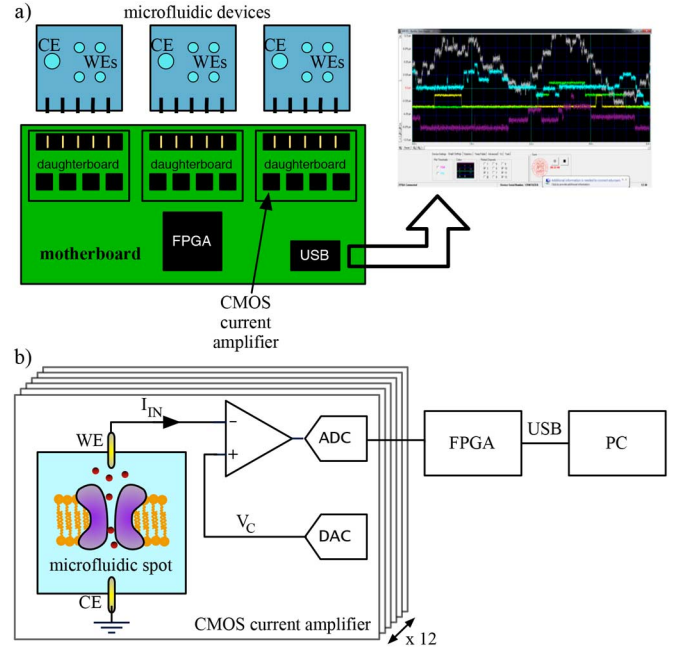 a)
microfluidic devices
CE
WEs
CE
WEs
CE
WEs
daughterboard
daughterboard
daughterboard
motherboard
FPGA
USB
CMOS
current
amplifier
b)
I_IN
WE
−
+
ADC
FPGA
USB
PC
V_C
DAC
microfluidic spot
CE
CMOS current amplifier
x 12